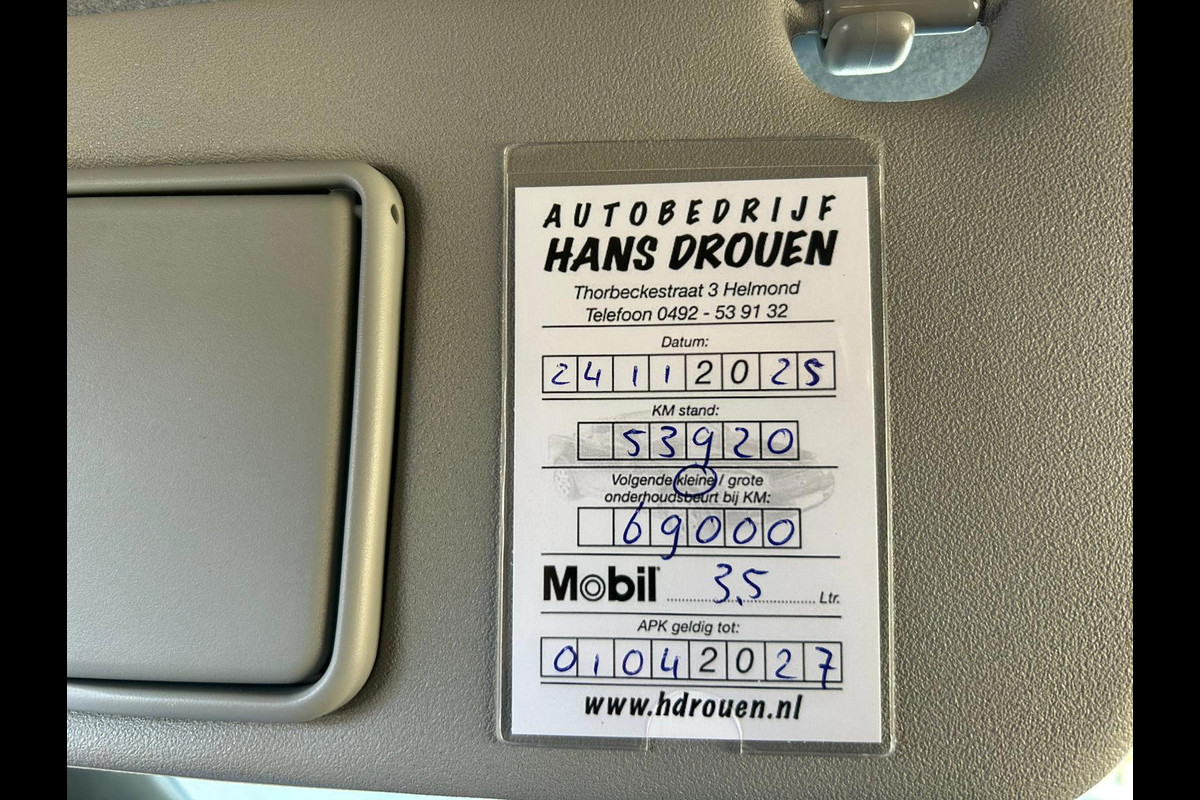 AUTOBEDRIJF
HANS DROUEN
Thorbeckestraat 3 Helmond
Telefoon 0492 - 53 91 32
Datum:
24112025
KM stand:
53920
Volgende kleine / grote
onderhoudsbeurt bij KM:
69000
Mobil 3,5 Ltr.
APK geldig tot:
01042027
www.hdrouen.nl